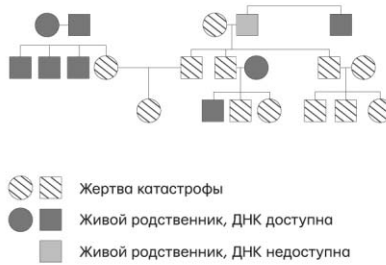 Жертва катастрофы
Живой родственник, ДНК доступна
Живой родственник, ДНК недоступна